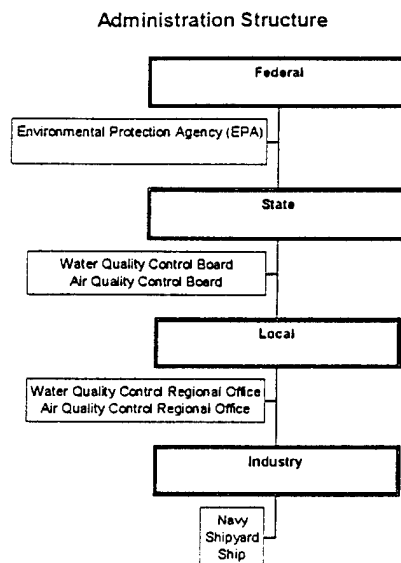 Administration Structure
Federal
Environmental Protection Agency (EPA)
State
Water Quality Control Board
Air Quality Control Board
Local
Water Quality Control Regional Office
Air Quality Control Regional Office
Industry
Navy
Shipyard
Ship